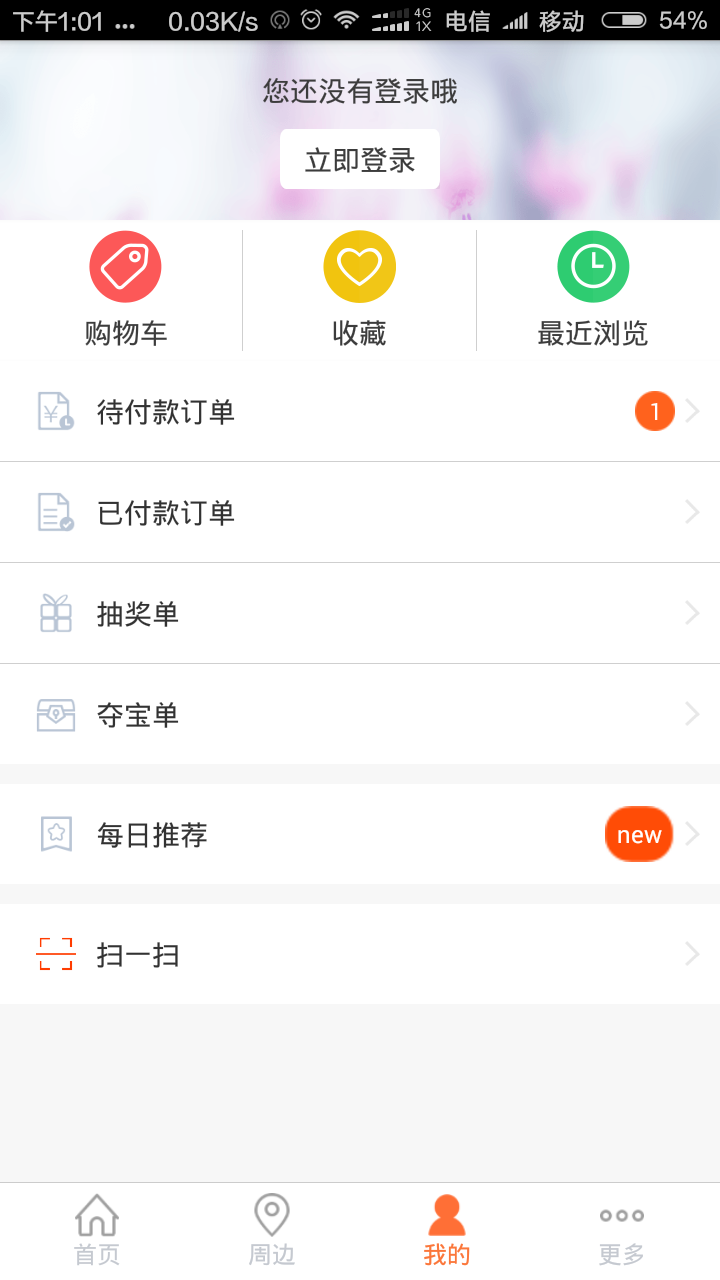 下午1:01 ... 0.03K/s 4G 1X 电信 移动 54%
您还没有登录哦
立即登录
购物车 收藏 最近浏览
待付款订单 1
已付款订单
抽奖单
夺宝单
每日推荐 new
扫一扫
首页 周边 我的 更多